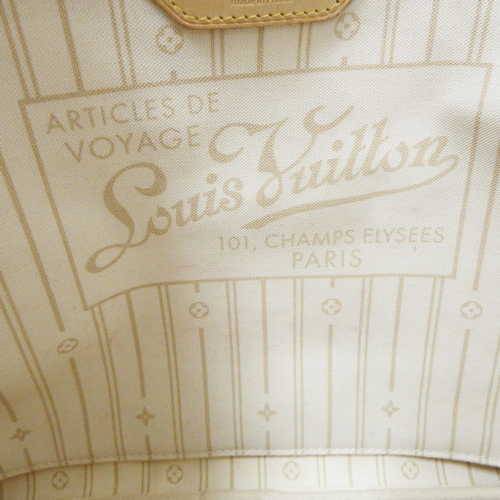 ARTICLES DE
VOYAGE
Louis Vuitton
101, CHAMPS ELYSEES
PARIS